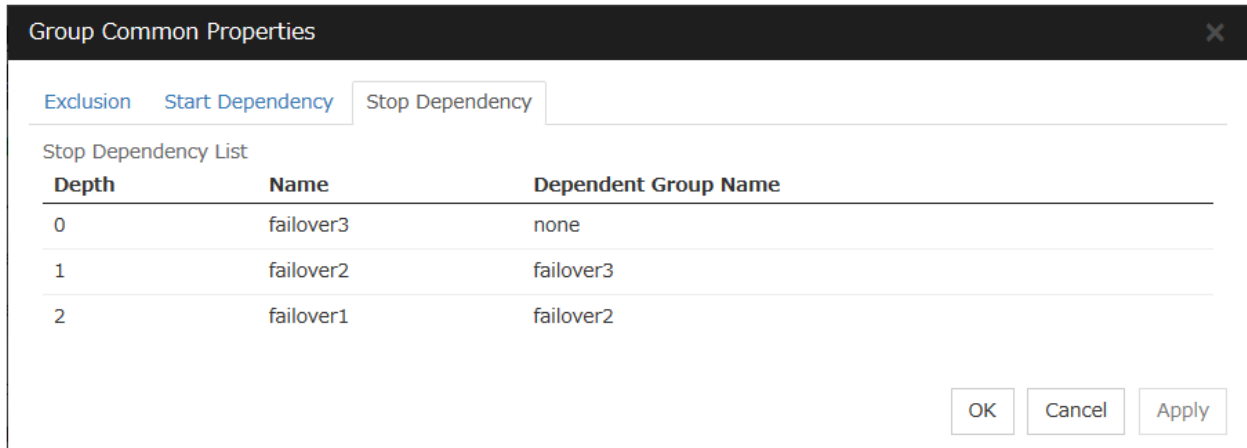 Group Common Properties
Exclusion Start Dependency Stop Dependency
Stop Dependency List
Depth Name Dependent Group Name
0 failover3 none
1 failover2 failover3
2 failover1 failover2
OK Cancel Apply